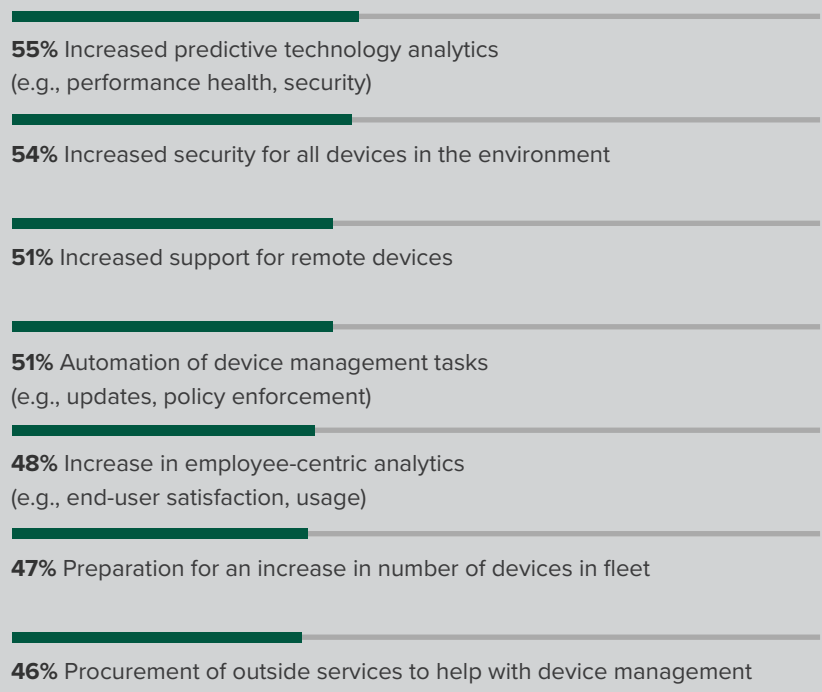 55% Increased predictive technology analytics
(e.g., performance health, security)
54% Increased security for all devices in the environment
51% Increased support for remote devices
51% Automation of device management tasks
(e.g., updates, policy enforcement)
48% Increase in employee-centric analytics
(e.g., end-user satisfaction, usage)
47% Preparation for an increase in number of devices in fleet
46% Procurement of outside services to help with device management